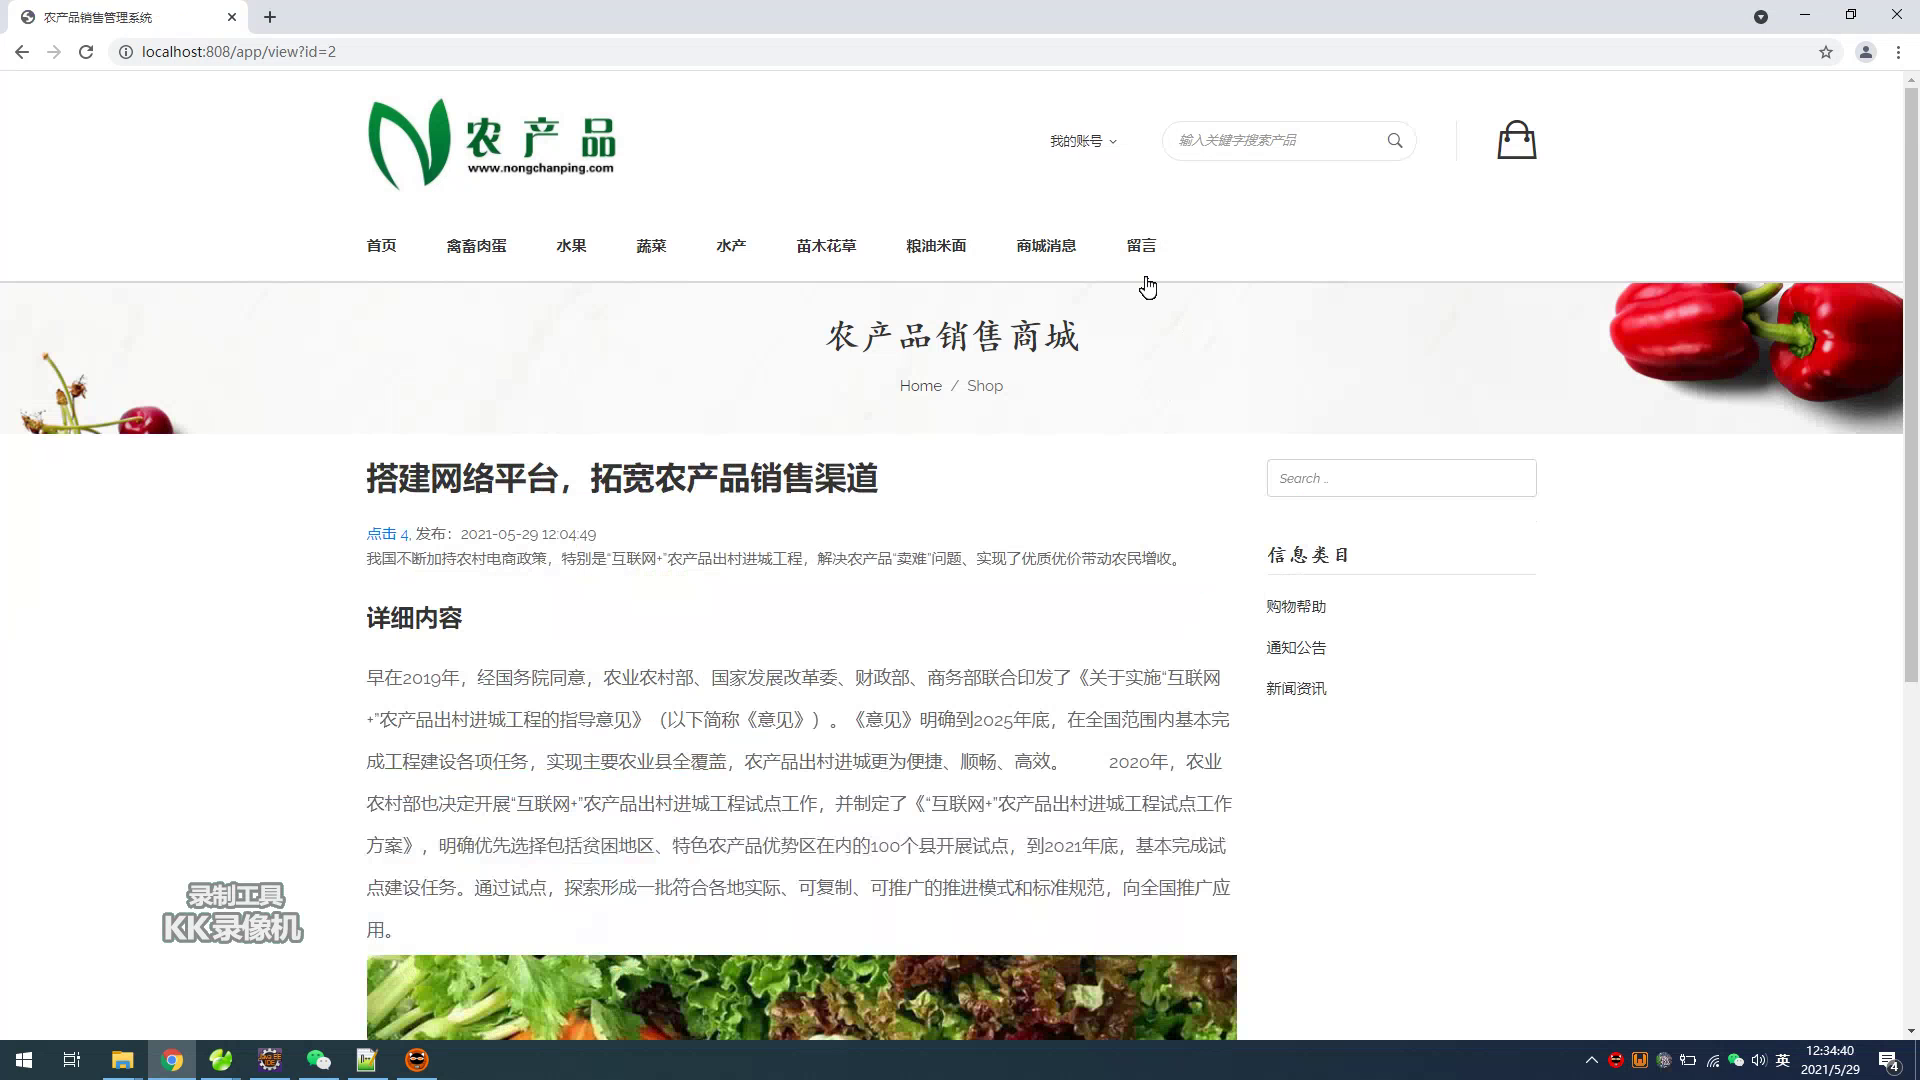 农产品销售管理系统
localhost:808/app/view?id=2
农产品
www.nongchanping.com
我的账号
输入关键字搜索产品
首页 禽畜肉蛋 水果 蔬菜 水产 苗木花草 粮油米面 商城消息 留言
农产品销售商城
Home / Shop
搭建网络平台，拓宽农产品销售渠道
点击 4, 发布：2021-05-29 12:04:49
我国不断加持农村电商政策，特别是“互联网+”农产品出村进城工程，解决农产品“卖难”问题、实现了优质优价带动农民增收。
详细内容
早在2019年，经国务院同意，农业农村部、国家发展改革委、财政部、商务部联合印发了《关于实施“互联网
+”农产品出村进城工程的指导意见》（以下简称《意见》）。《意见》明确到2025年底，在全国范围内基本完
成工程建设各项任务，实现主要农业县全覆盖，农产品出村进城更为便捷、顺畅、高效。 2020年，农业
农村部也决定开展“互联网+”农产品出村进城工程试点工作，并制定了《“互联网+”农产品出村进城工程试点工作
方案》，明确优先选择包括贫困地区、特色农产品优势区在内的100个县开展试点，到2021年底，基本完成试
点建设任务。通过试点，探索形成一批符合各地实际、可复制、可推广的推进模式和标准规范，向全国推广应
用。
Search ..
信息类目
购物帮助
通知公告
新闻资讯
录制工具
KK录像机
英
12:34:40
2021/5/29
4